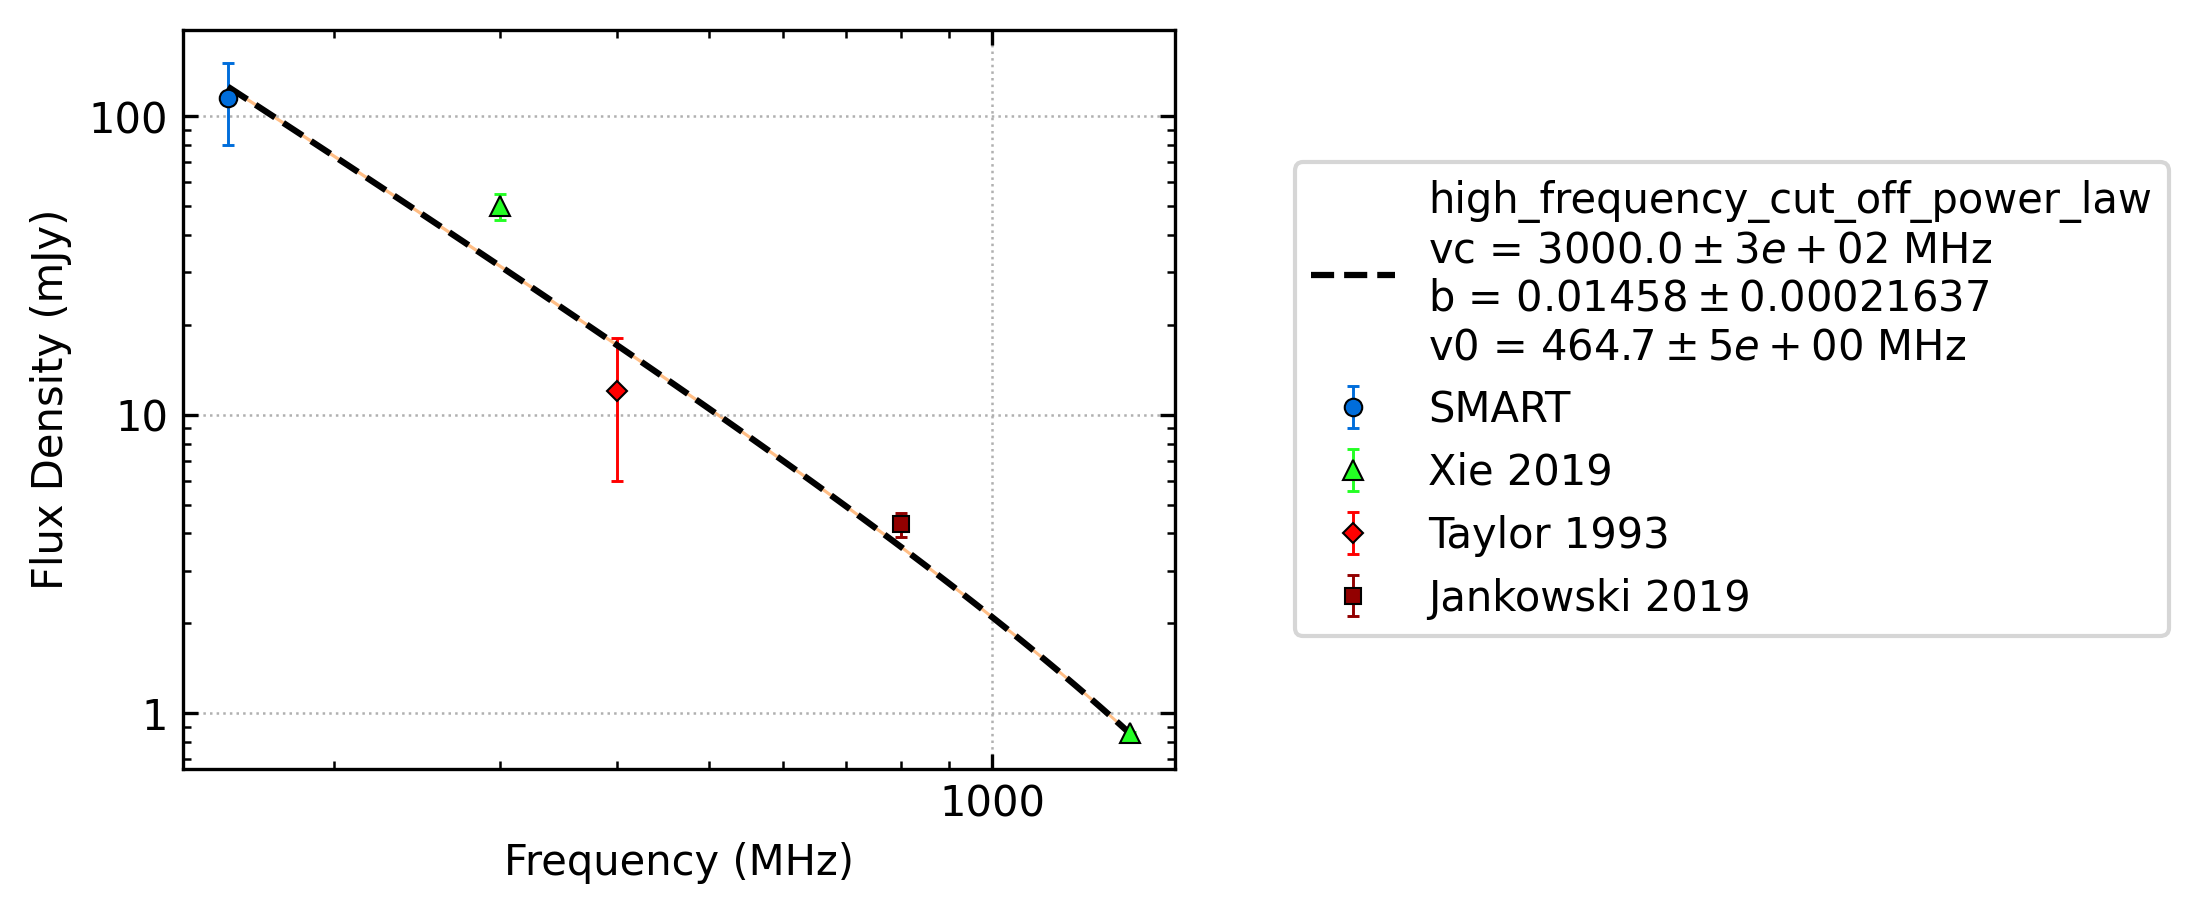 100
10
1
Flux Density (mJy)
1000
Frequency (MHz)
high_frequency_cut_off_power_law
vc = 3000.0 ± 3e + 02 MHz
b = 0.01458 ± 0.00021637
v0 = 464.7 ± 5e + 00 MHz
SMART
Xie 2019
Taylor 1993
Jankowski 2019